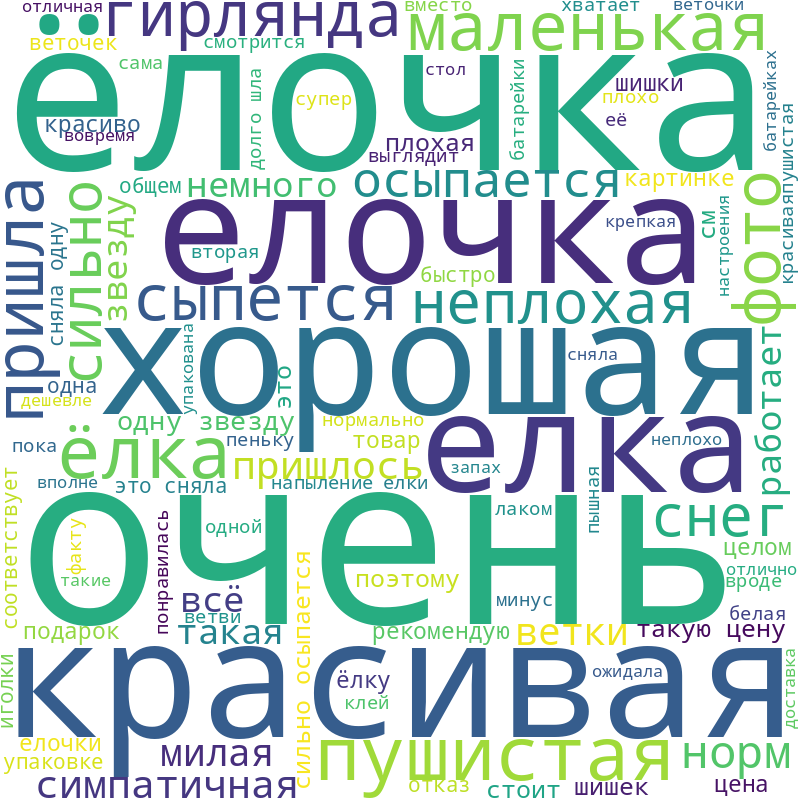 отличная
гирлянда
вместо
хватает
веточки
маленькая
веточек
смотрится
ёлочка
сама
долго шла
супер
стол
батарейки
шишки
плохо
батарейках
красиво
вовремя
плохая
её
выглядит
пришла
сильно
общем
немного
осыпается
картинке
фото
красивая
пушистая
звезду
елочка
крепкая
см
настроения
сняла одну
вторая
быстро
сыпется
неплохая
хорошая
упакована
сняла
работает
это
одна
дешевле
одну звезду
нормально
елка
пока
ёлка
пеньку
товар
неплохо
пришлось
запах
вполне
это сняла
напыление елки
соответствует
очень
лаком
пышная
снег
факту
понравилась
одной
целом
такие
поэтому
отлично
вроде
всё
минус
ветви
белая
подарок
такая
сильно осыпается
рекомендую
ветки
такую цену
красивая
иголки
ёлку
ожидала
доставка
клей
елочки
милая
пушистая
норм
упаковке
симпатичная
отказ
стоит
шишек
цена